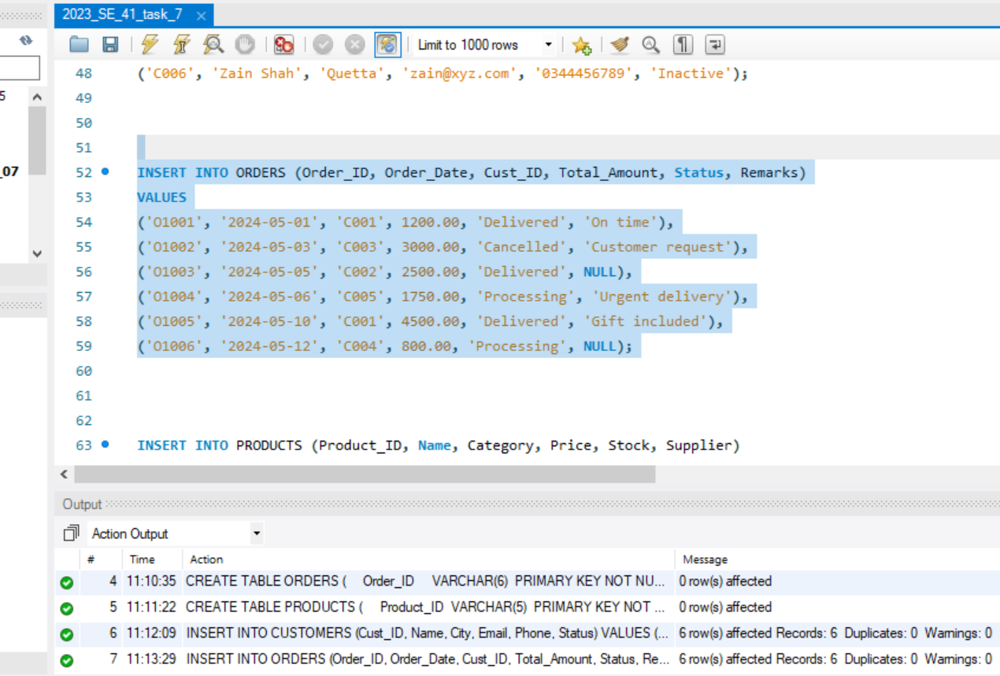 2023_SE_41_task_7 ×
Limit to 1000 rows
5
_07
48 ('C006', 'Zain Shah', 'Quetta', 'zain@xyz.com', '0344456789', 'Inactive');
49
50
51
52 INSERT INTO ORDERS (Order_ID, Order_Date, Cust_ID, Total_Amount, Status, Remarks)
53 VALUES
54 ('O1001', '2024-05-01', 'C001', 1200.00, 'Delivered', 'On time'),
55 ('O1002', '2024-05-03', 'C003', 3000.00, 'Cancelled', 'Customer request'),
56 ('O1003', '2024-05-05', 'C002', 2500.00, 'Delivered', NULL),
57 ('O1004', '2024-05-06', 'C005', 1750.00, 'Processing', 'Urgent delivery'),
58 ('O1005', '2024-05-10', 'C001', 4500.00, 'Delivered', 'Gift included'),
59 ('O1006', '2024-05-12', 'C004', 800.00, 'Processing', NULL);
60
61
62
63 INSERT INTO PRODUCTS (Product_ID, Name, Category, Price, Stock, Supplier)
Output
Action Output
# Time Action Message
4 11:10:35 CREATE TABLE ORDERS ( Order_ID VARCHAR(6) PRIMARY KEY NOT NU... 0 row(s) affected
5 11:11:22 CREATE TABLE PRODUCTS ( Product_ID VARCHAR(5) PRIMARY KEY NOT ... 0 row(s) affected
6 11:12:09 INSERT INTO CUSTOMERS (Cust_ID, Name, City, Email, Phone, Status) VALUES (... 6 row(s) affected Records: 6 Duplicates: 0 Warnings: 0
7 11:13:29 INSERT INTO ORDERS (Order_ID, Order_Date, Cust_ID, Total_Amount, Status, Re... 6 row(s) affected Records: 6 Duplicates: 0 Warnings: 0